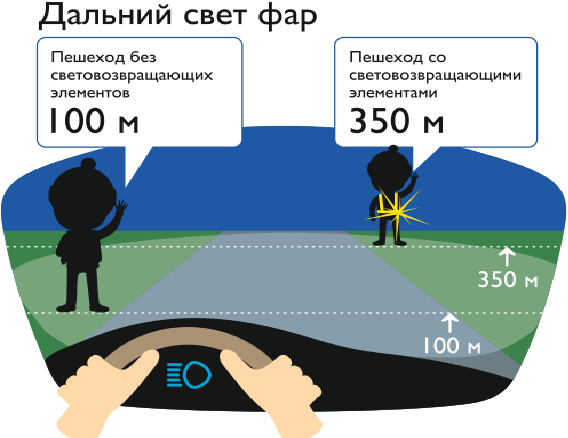 Дальний свет фар
Пешеход без
световозвращающих
элементов
100 м
Пешеход со
световозвращающими
элементами
350 м
350 м
100 м